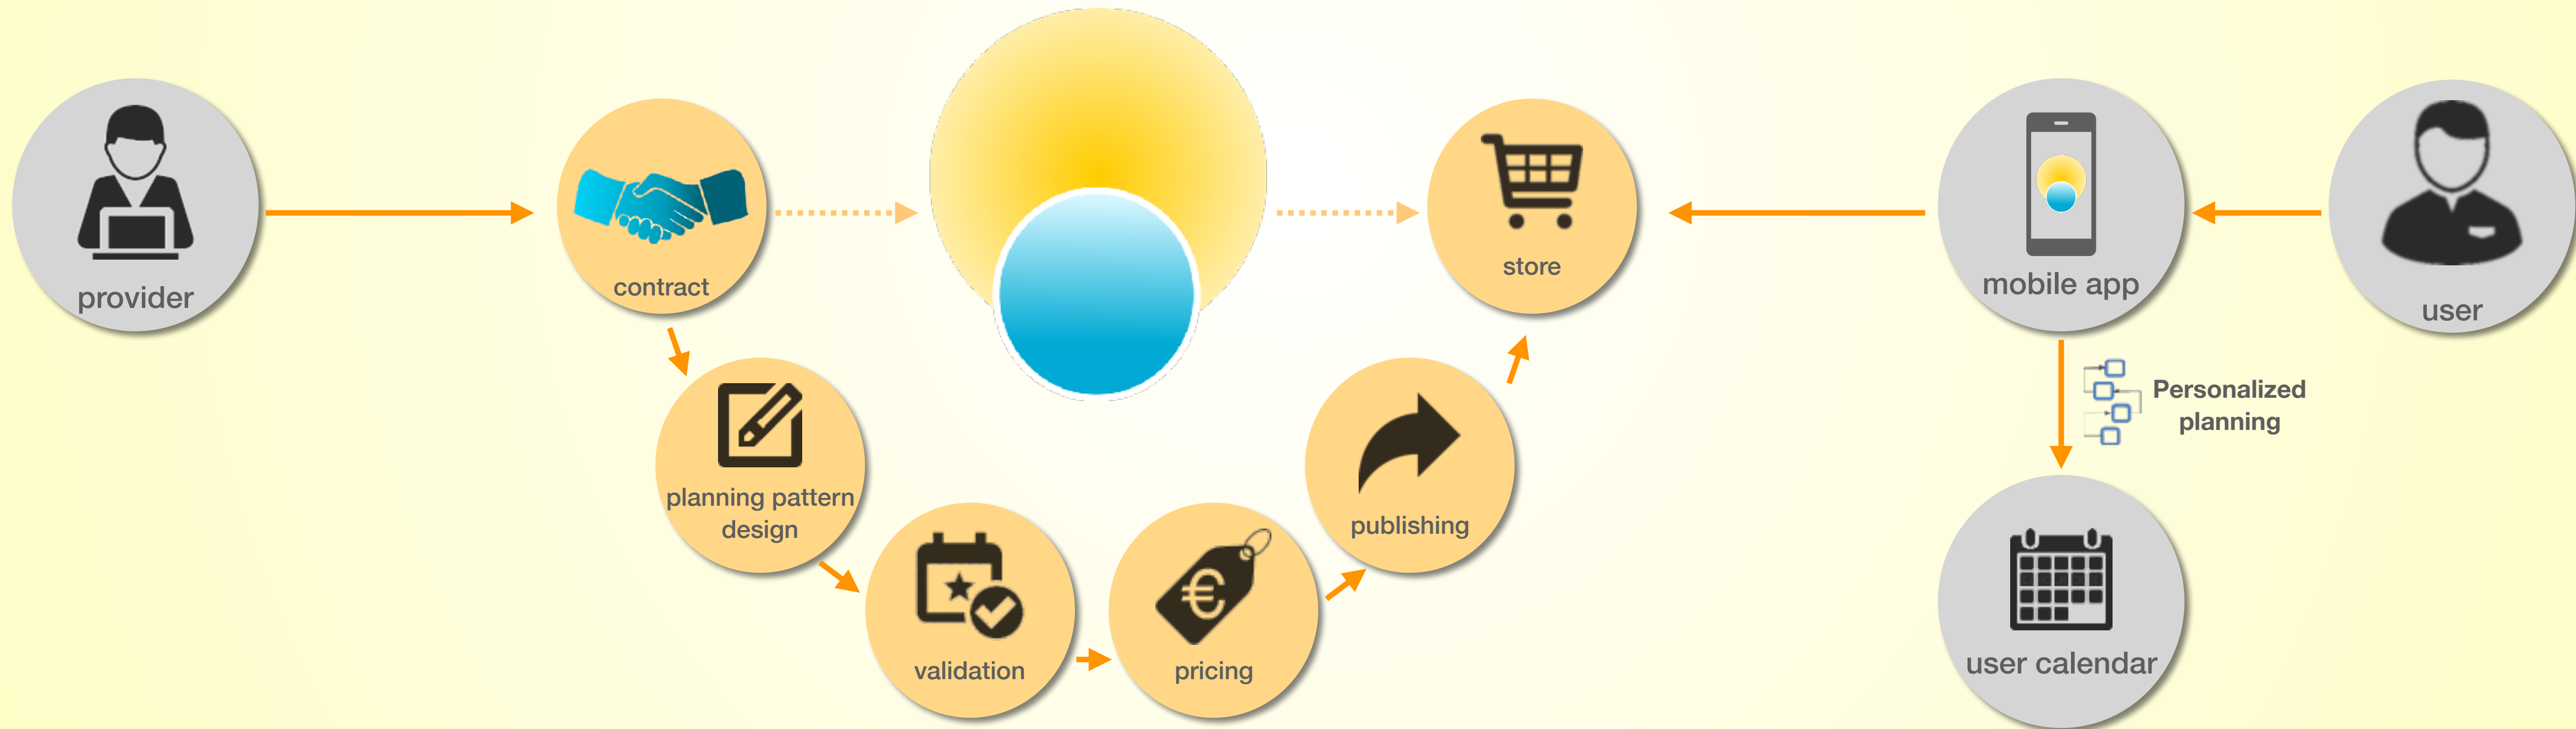 provider
contract
store
mobile app
user
Personalized
planning
planning pattern
design
validation
€
pricing
publishing
user calendar